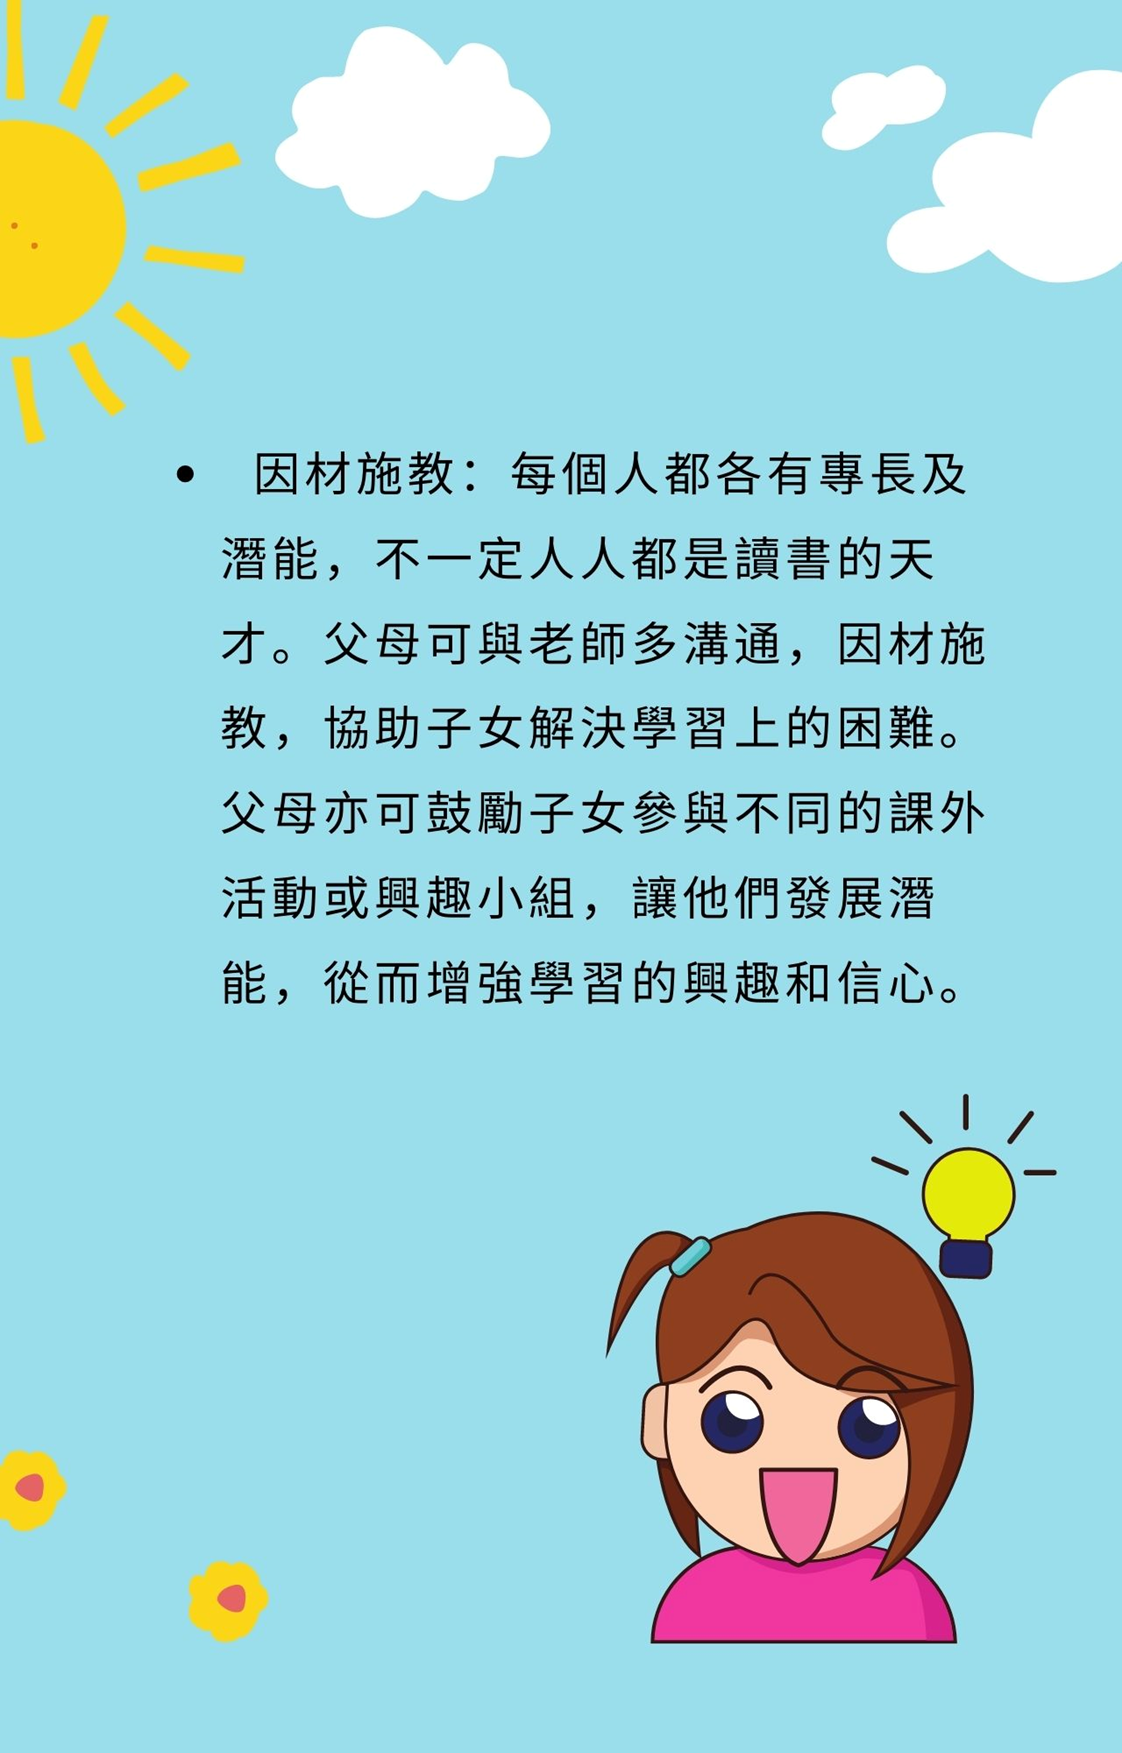 • 因材施教：每個人都各有專長及
潛能，不一定人人都是讀書的天
才。父母可與老師多溝通，因材施
教，協助子女解決學習上的困難。
父母亦可鼓勵子女參與不同的課外
活動或興趣小組，讓他們發展潛
能，從而增強學習的興趣和信心。